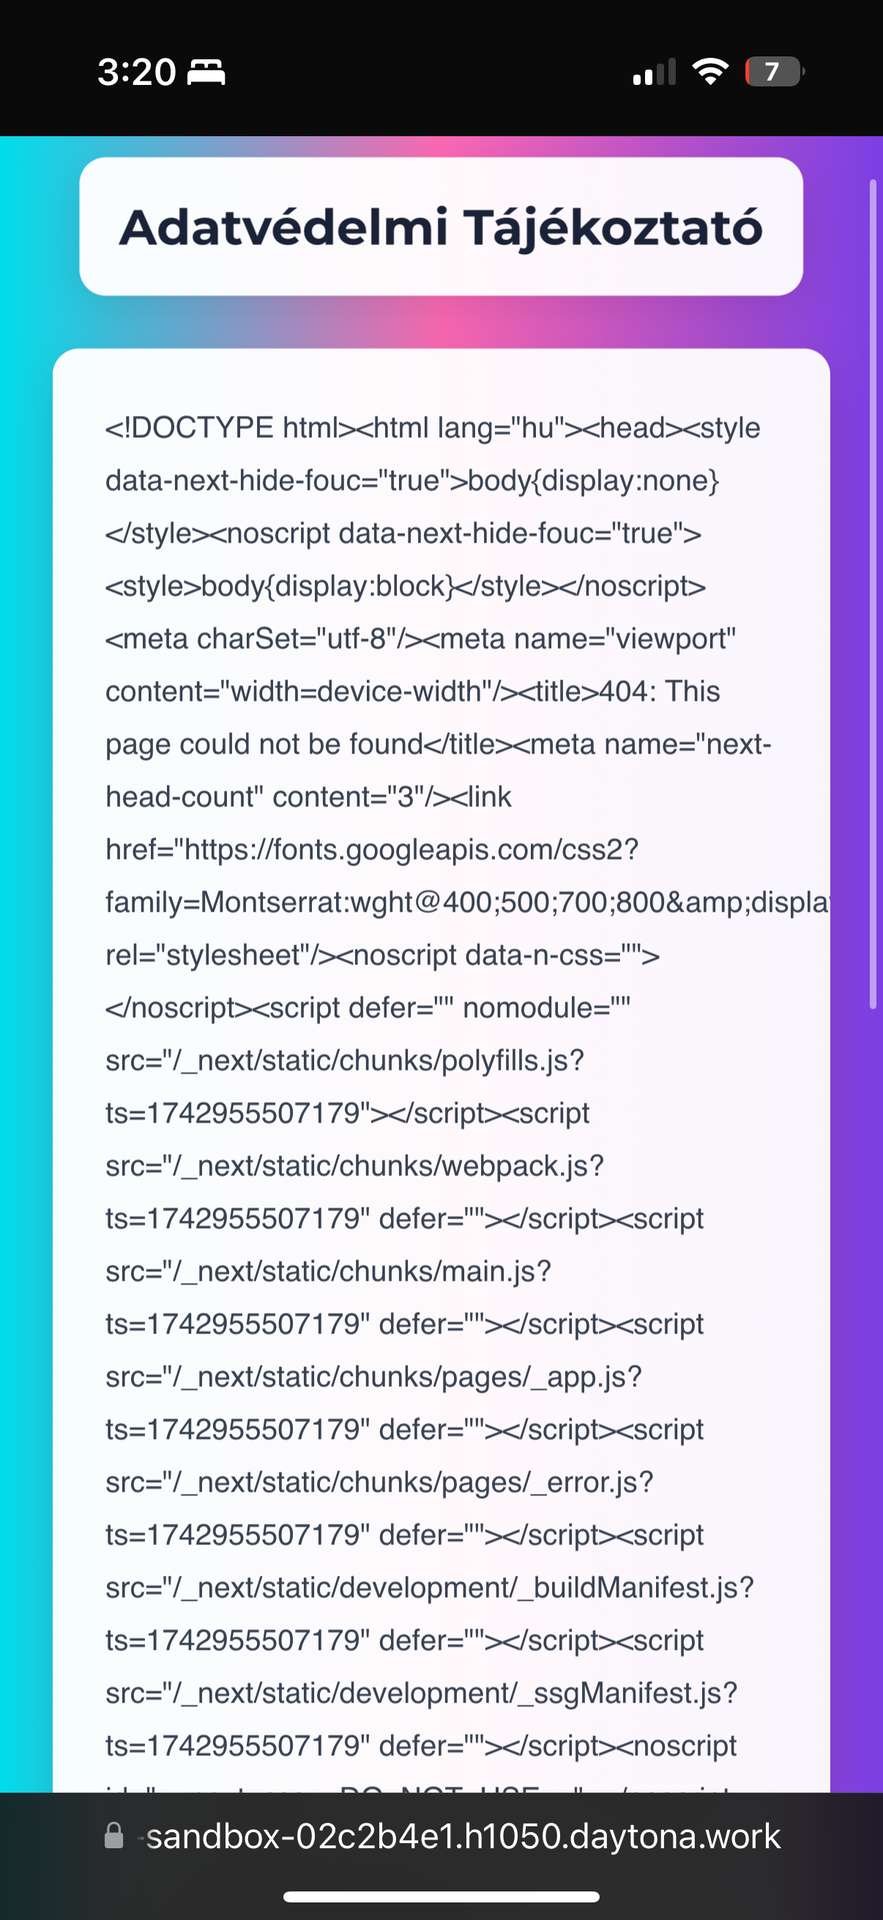 3:20
7
Adatvédelmi Tájékoztató
<!DOCTYPE html><html lang="hu"><head><style
data-next-hide-fouc="true">body{display:none}
</style><noscript data-next-hide-fouc="true">
<style>body{display:block}</style></noscript>
<meta charSet="utf-8"/><meta name="viewport"
content="width=device-width"/><title>404: This
page could not be found</title><meta name="next-
head-count" content="3"/><link
href="https://fonts.googleapis.com/css2?
family=Montserrat:wght@400;500;700;800&amp;displa
rel="stylesheet"/><noscript data-n-css="">
</noscript><script defer="" nomodule=""
src="/_next/static/chunks/polyfills.js?
ts=1742955507179"></script><script
src="/_next/static/chunks/webpack.js?
ts=1742955507179" defer=""></script><script
src="/_next/static/chunks/main.js?
ts=1742955507179" defer=""></script><script
src="/_next/static/chunks/pages/_app.js?
ts=1742955507179" defer=""></script><script
src="/_next/static/chunks/pages/_error.js?
ts=1742955507179" defer=""></script><script
src="/_next/static/development/_buildManifest.js?
ts=1742955507179" defer=""></script><script
src="/_next/static/development/_ssgManifest.js?
ts=1742955507179" defer=""></script><noscript
-sandbox-02c2b4e1.h1050.daytona.work